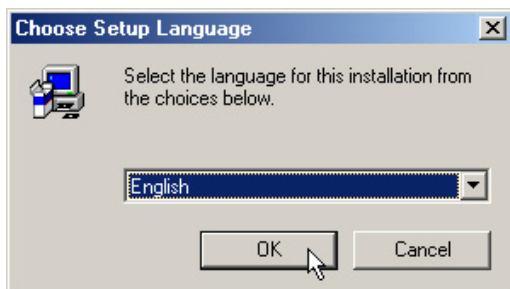 Choose Setup Language
Select the language for this installation from
the choices below.
English
OK
Cancel